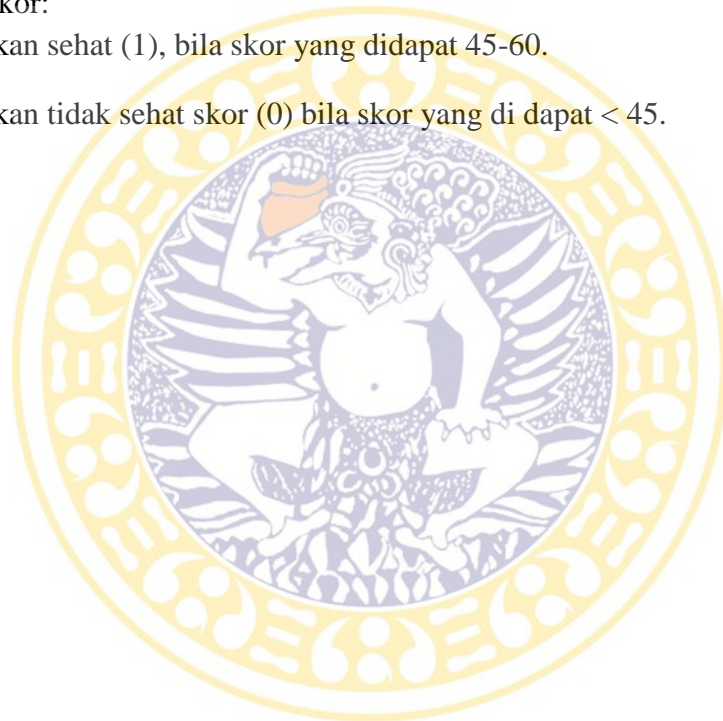 kor:
kan sehat (1), bila skor yang didapat 45-60.
kan tidak sehat skor (0) bila skor yang di dapat < 45.